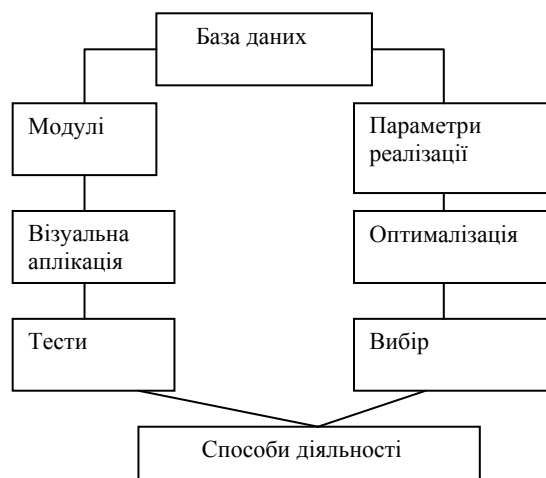 База даних
Модулі
Параметри
реалізації
Візуальна
аплікація
Оптималізація
Тести
Вибір
Способи діяльності